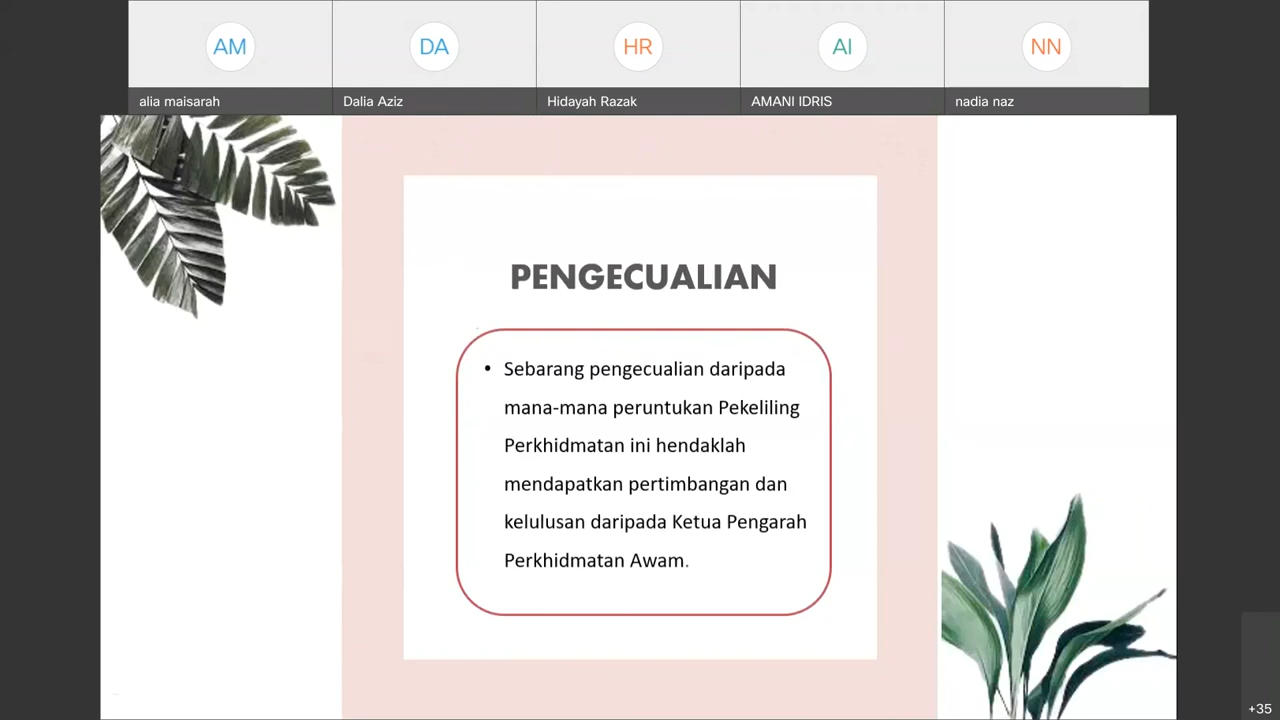 AM
DA
HR
AI
NN
alia maisarah
Dalia Aziz
Hidayah Razak
AMANI IDRIS
nadia naz
PENGECUALIAN
• Sebarang pengecualian daripada
mana-mana peruntukan Pekeliling
Perkhidmatan ini hendaklah
mendapatkan pertimbangan dan
kelulusan daripada Ketua Pengarah
Perkhidmatan Awam.
+35